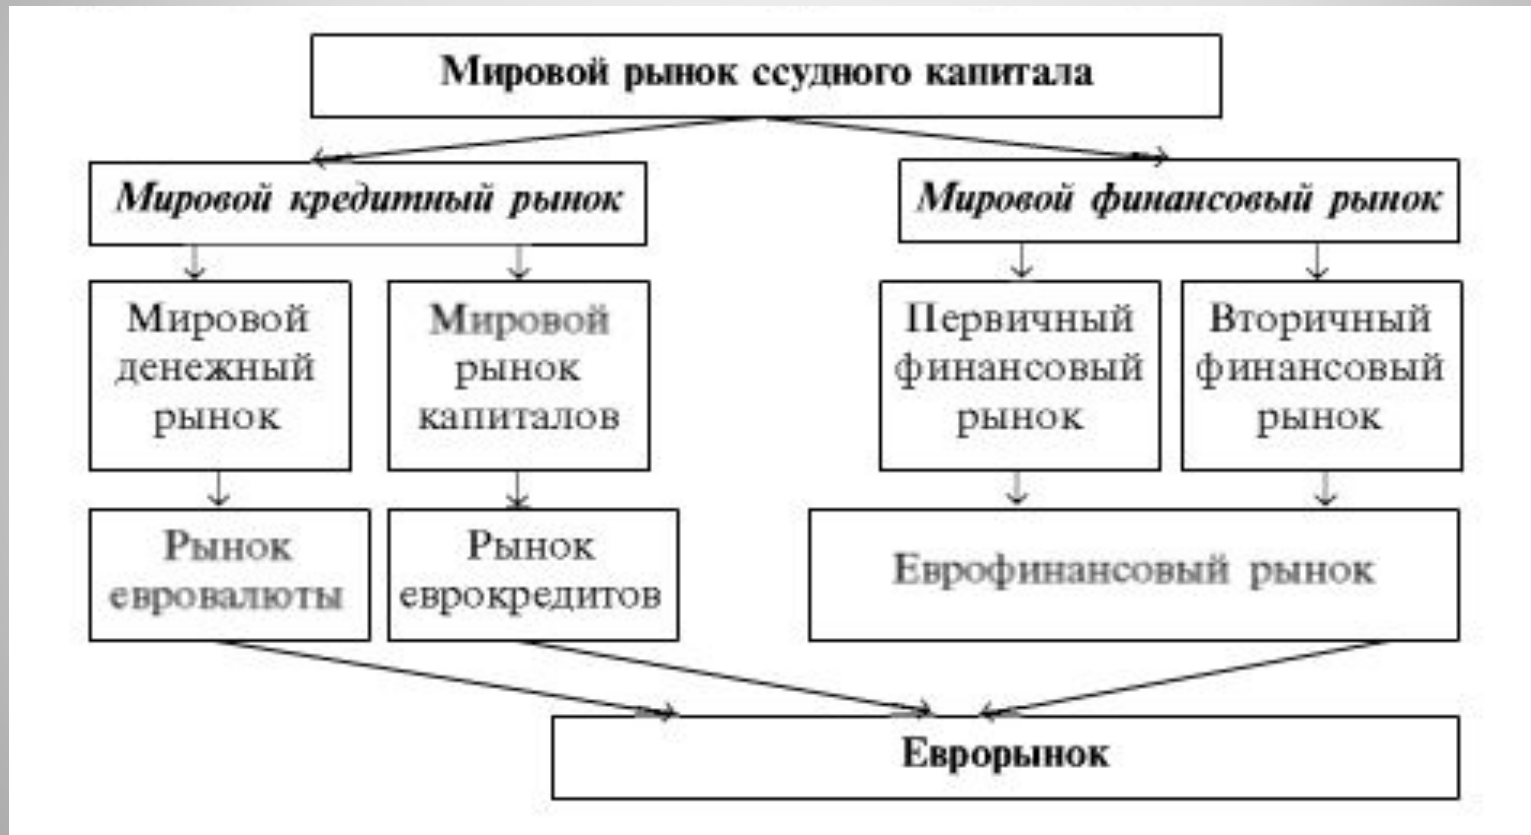 Мировой рынок ссудного капитала
Мировой кредитный рынок
Мировой финансовый рынок
Мировой
денежный
рынок
Мировой
рынок
капиталов
Первичный
финансовый
рынок
Вторичный
финансовый
рынок
Рынок
евровалюты
Рынок
еврокредитов
Еврофинансовый рынок
Еврорынок